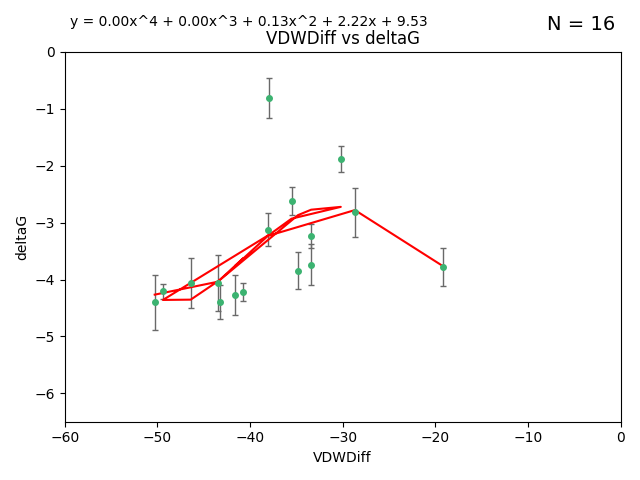 y = 0.00x^4 + 0.00x^3 + 0.13x^2 + 2.22x + 9.53
N = 16
VDWDiff vs deltaG
0
−1
−2
−3
−4
−5
−6
deltaG
−60 −50 −40 −30 −20 −10 0
VDWDiff